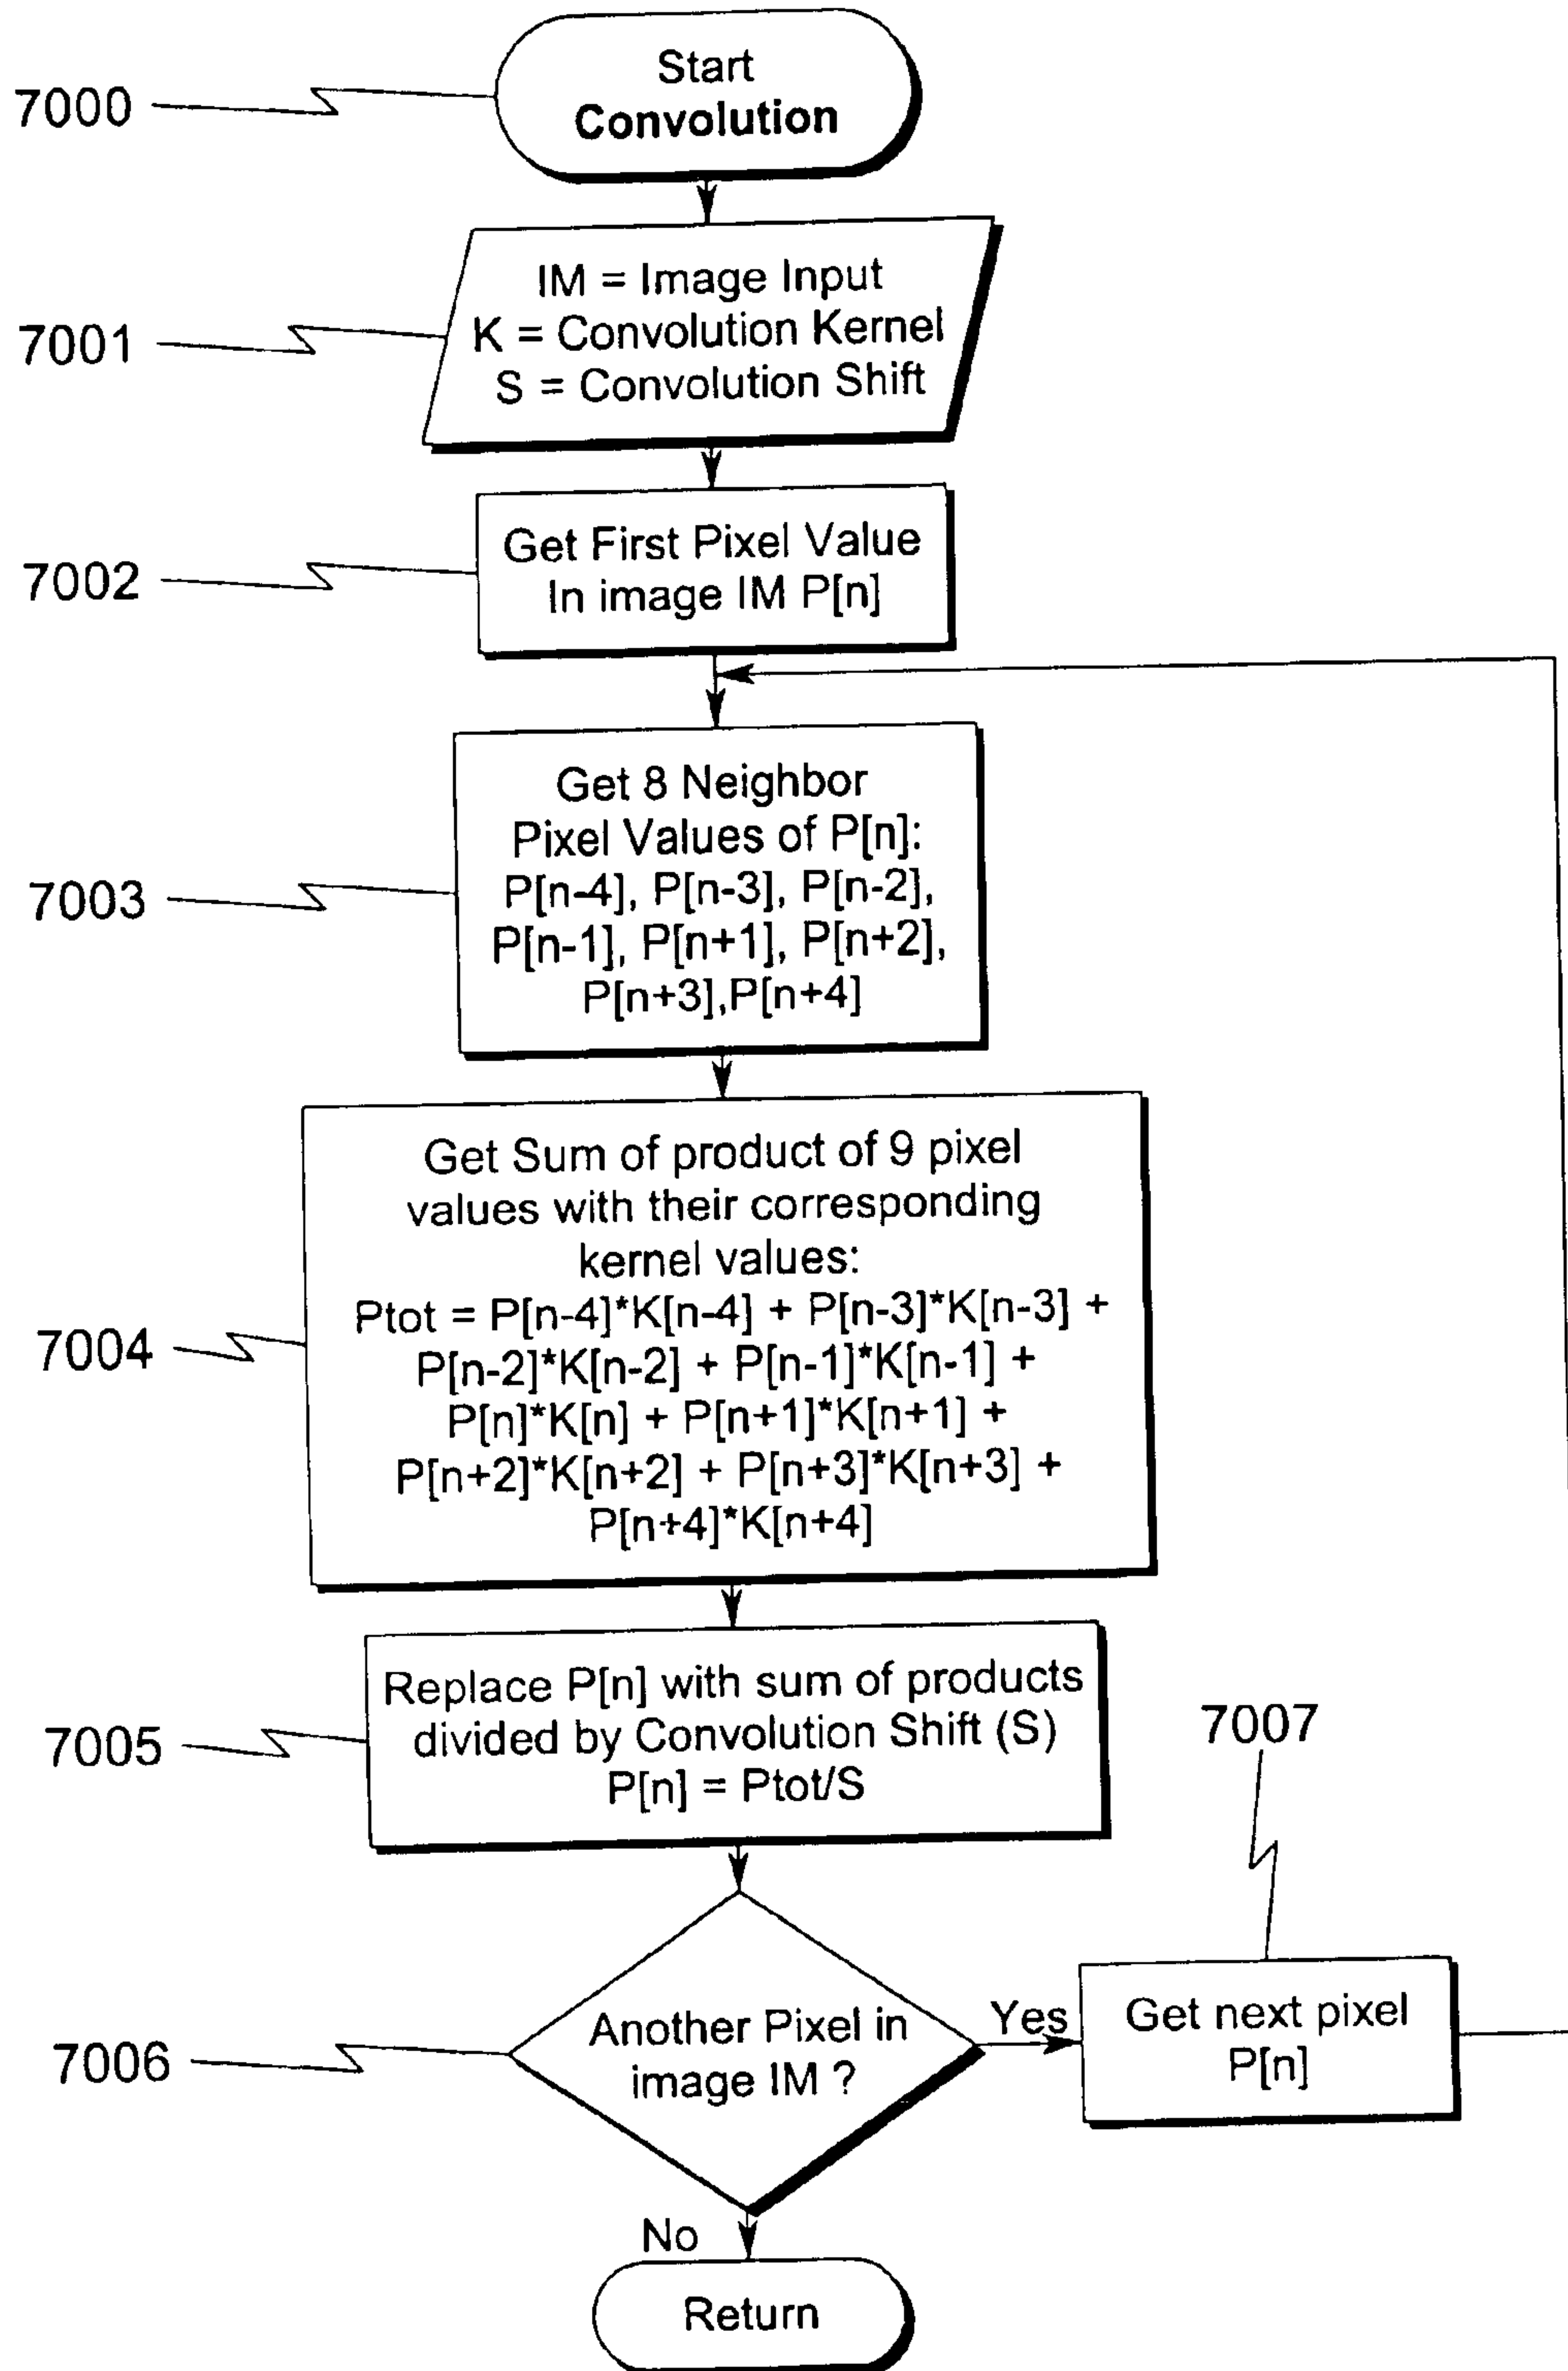 7000
Start
Convolution
7001
IM = Image Input
K = Convolution Kernel
S = Convolution Shift
7002
Get First Pixel Value
In image IM P[n]
7003
Get 8 Neighbor
Pixel Values of P[n]:
P[n-4], P[n-3], P[n-2],
P[n-1], P[n+1], P[n+2],
P[n+3],P[n+4]
7004
Get Sum of product of 9 pixel
values with their corresponding
kernel values:
Ptot = P[n-4]*K[n-4] + P[n-3]*K[n-3] +
P[n-2]*K[n-2] + P[n-1]*K[n-1] +
P[n]*K[n] + P[n+1]*K[n+1] +
P[n+2]*K[n+2] + P[n+3]*K[n+3] +
P[n+4]*K[n+4]
7005
Replace P[n] with sum of products
divided by Convolution Shift (S)
P[n] = Ptot/S
7007
7006
Another Pixel in
image IM ?
Yes
Get next pixel
P[n]
No
Return